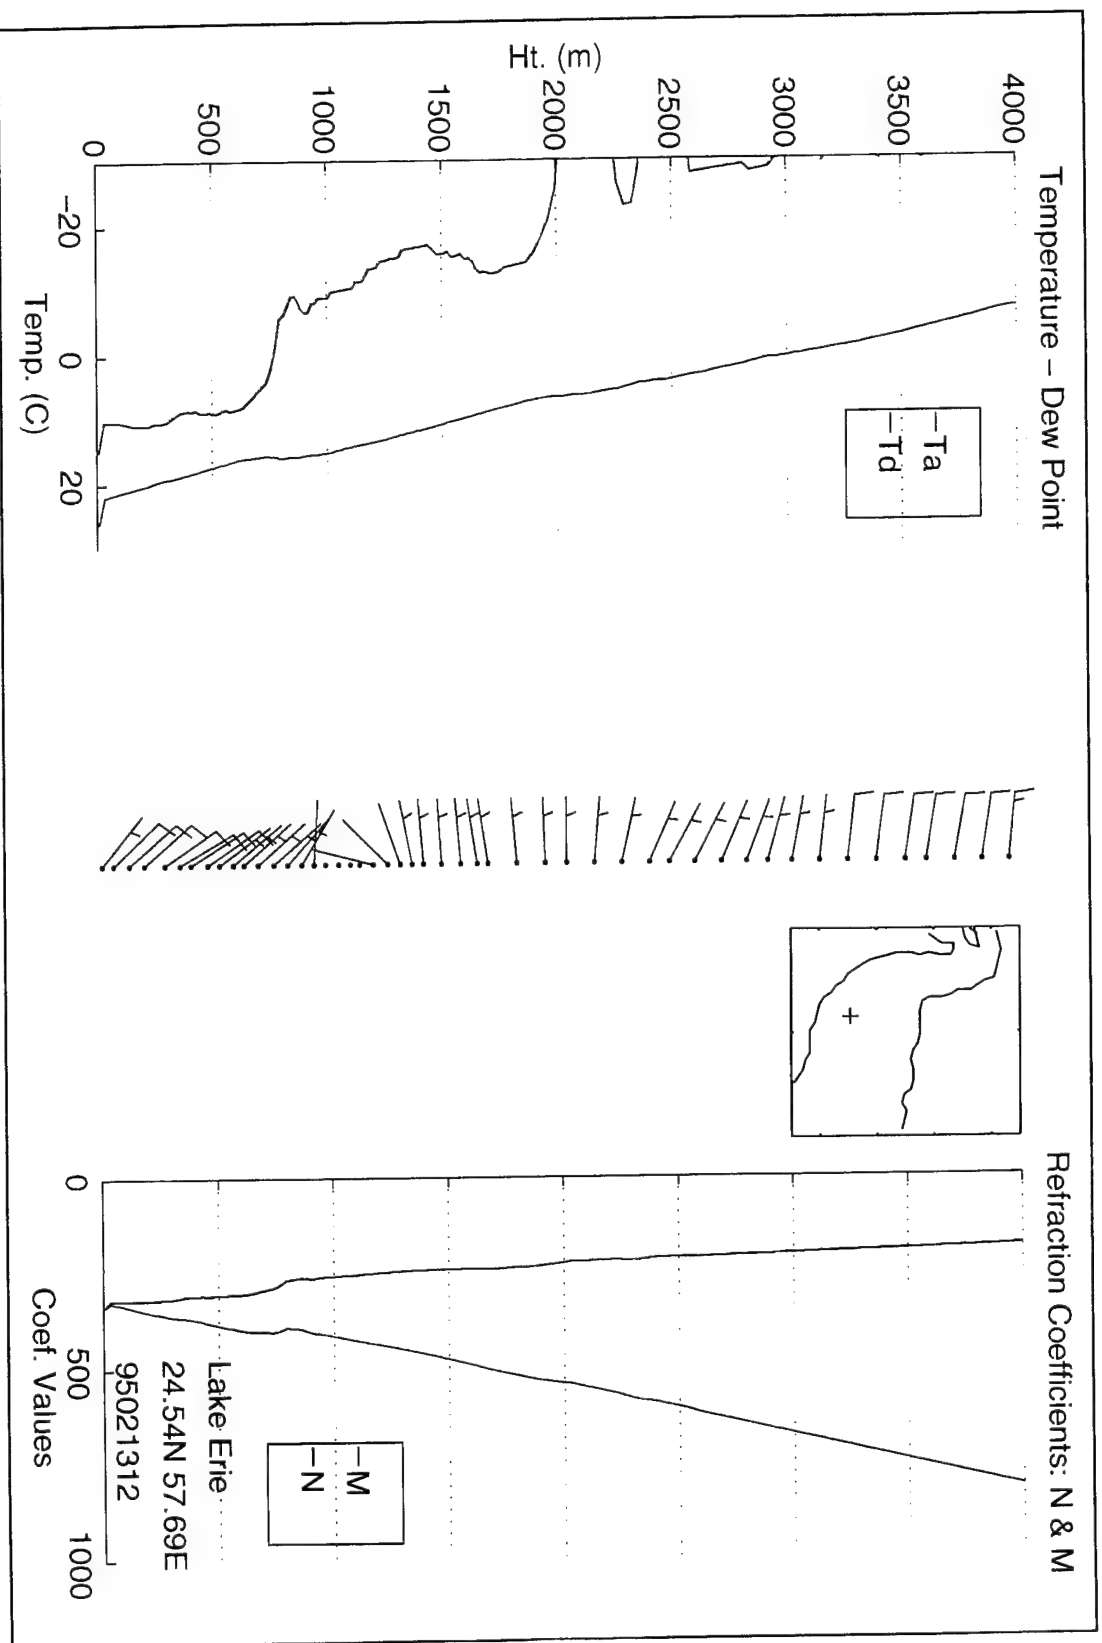 Temperature – Dew Point
Ht. (m)
4000
3500
3000
2500
2000
1500
1000
500
0
–20
0
20
Temp. (C)
–Ta
–Td
Refraction Coefficients: N & M
0
500
1000
Coef. Values
–M
–N
Lake Erie
24.54N 57.69E
95021312